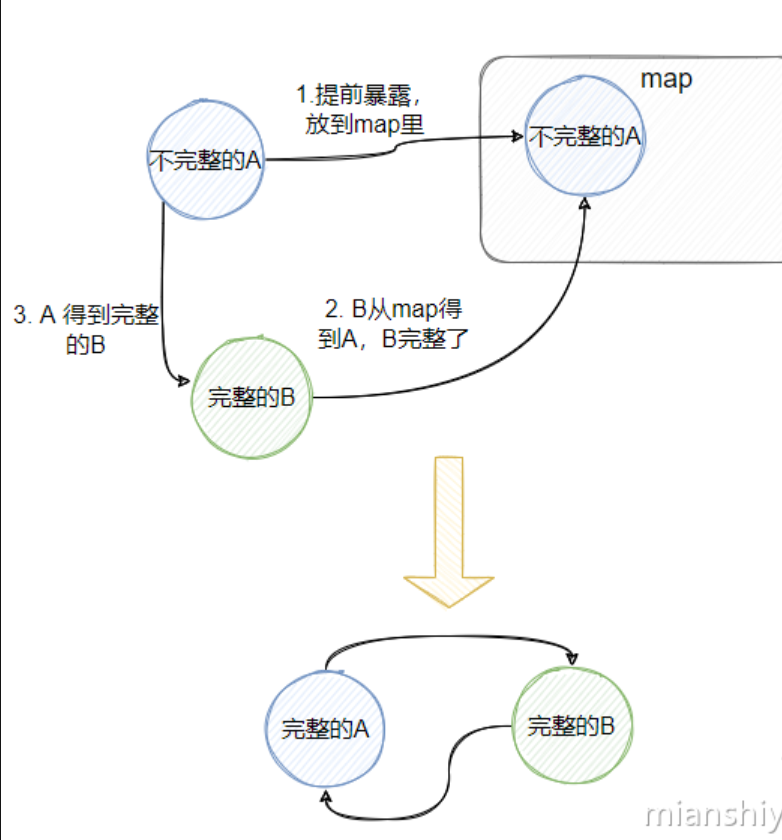 1.提前暴露，
放到map里
map
不完整的A
不完整的A
3. A 得到完整
的B
2. B从map得
到A，B完整了
完整的B
完整的A
完整的B
mianshiy